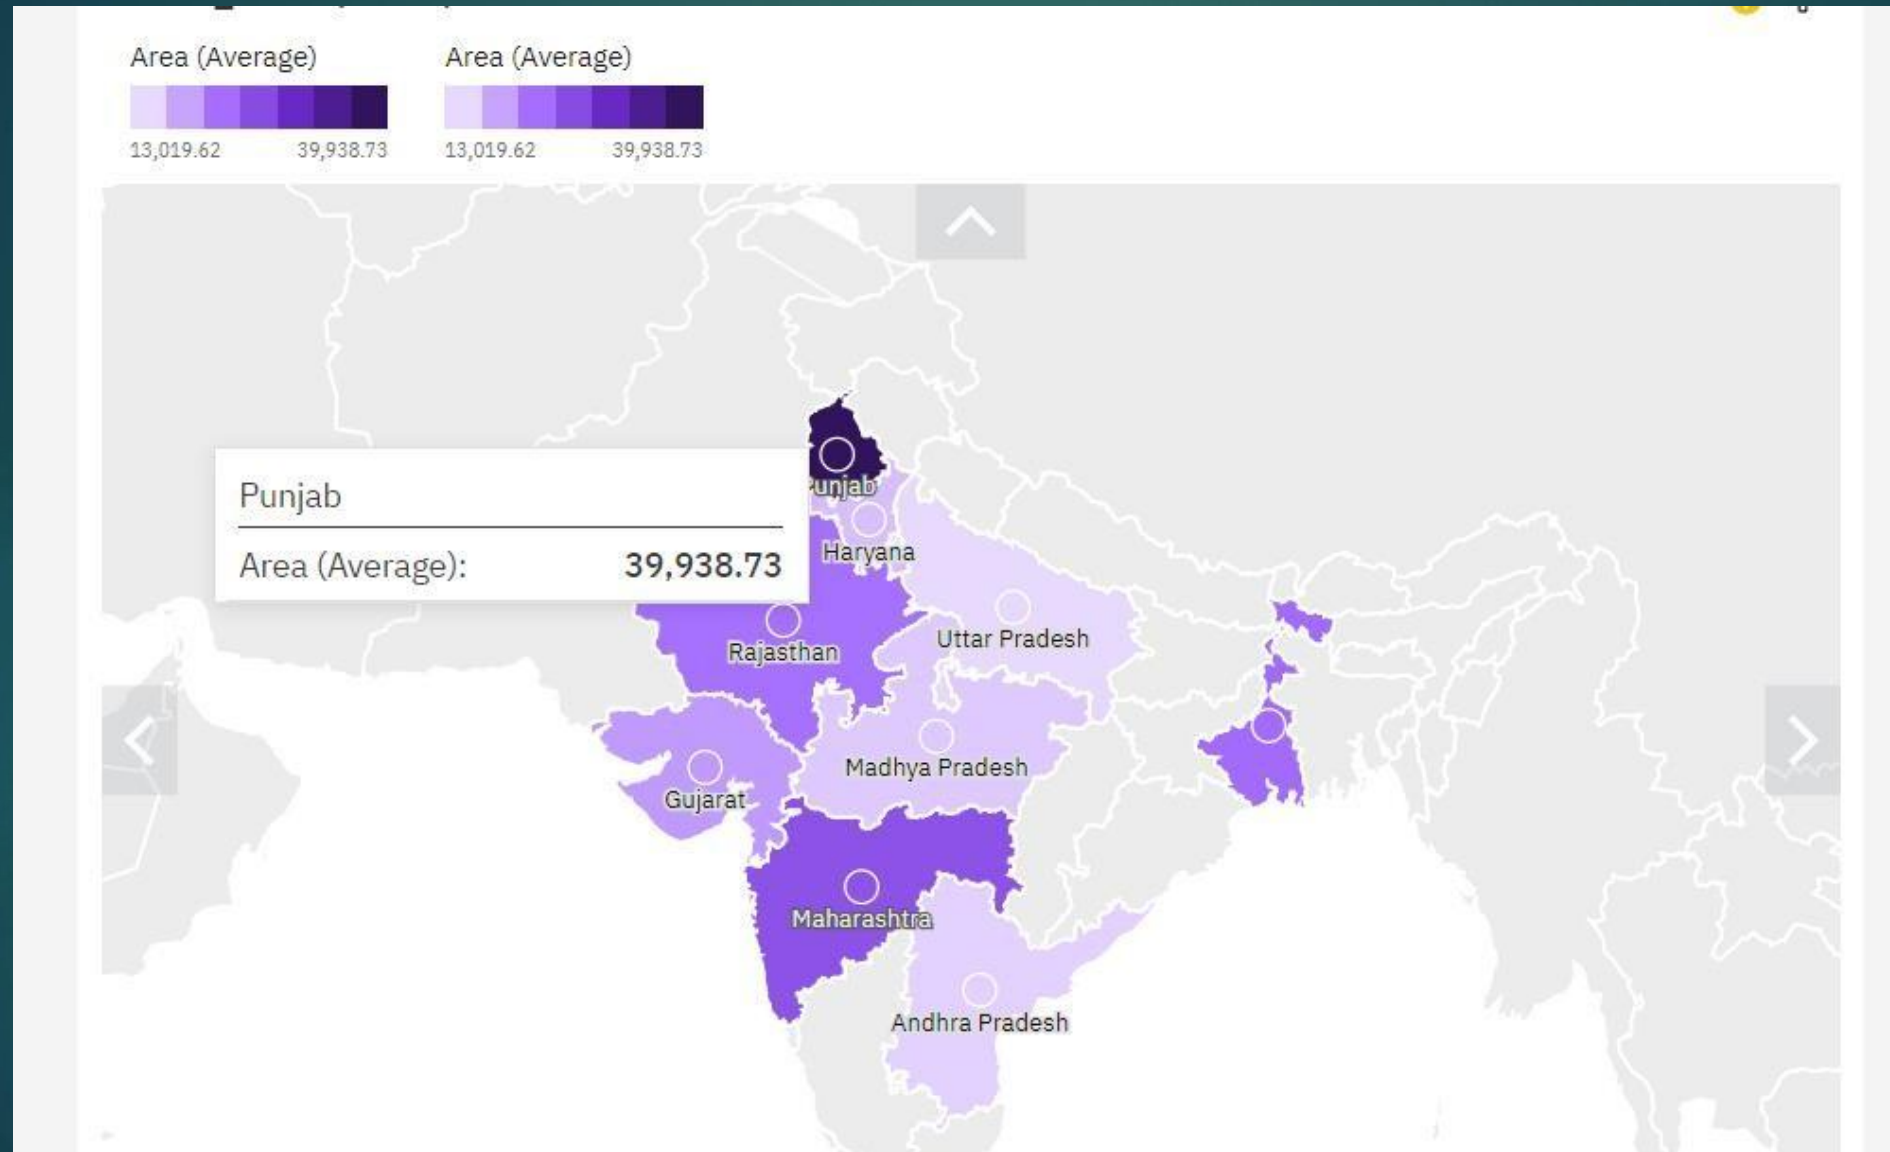 Area (Average)
Area (Average)
13,019.62
39,938.73
13,019.62
39,938.73
Punjab
Area (Average):
39,938.73
Haryana
Rajasthan
Uttar Pradesh
Madhya Pradesh
Gujarat
Maharashtra
Andhra Pradesh